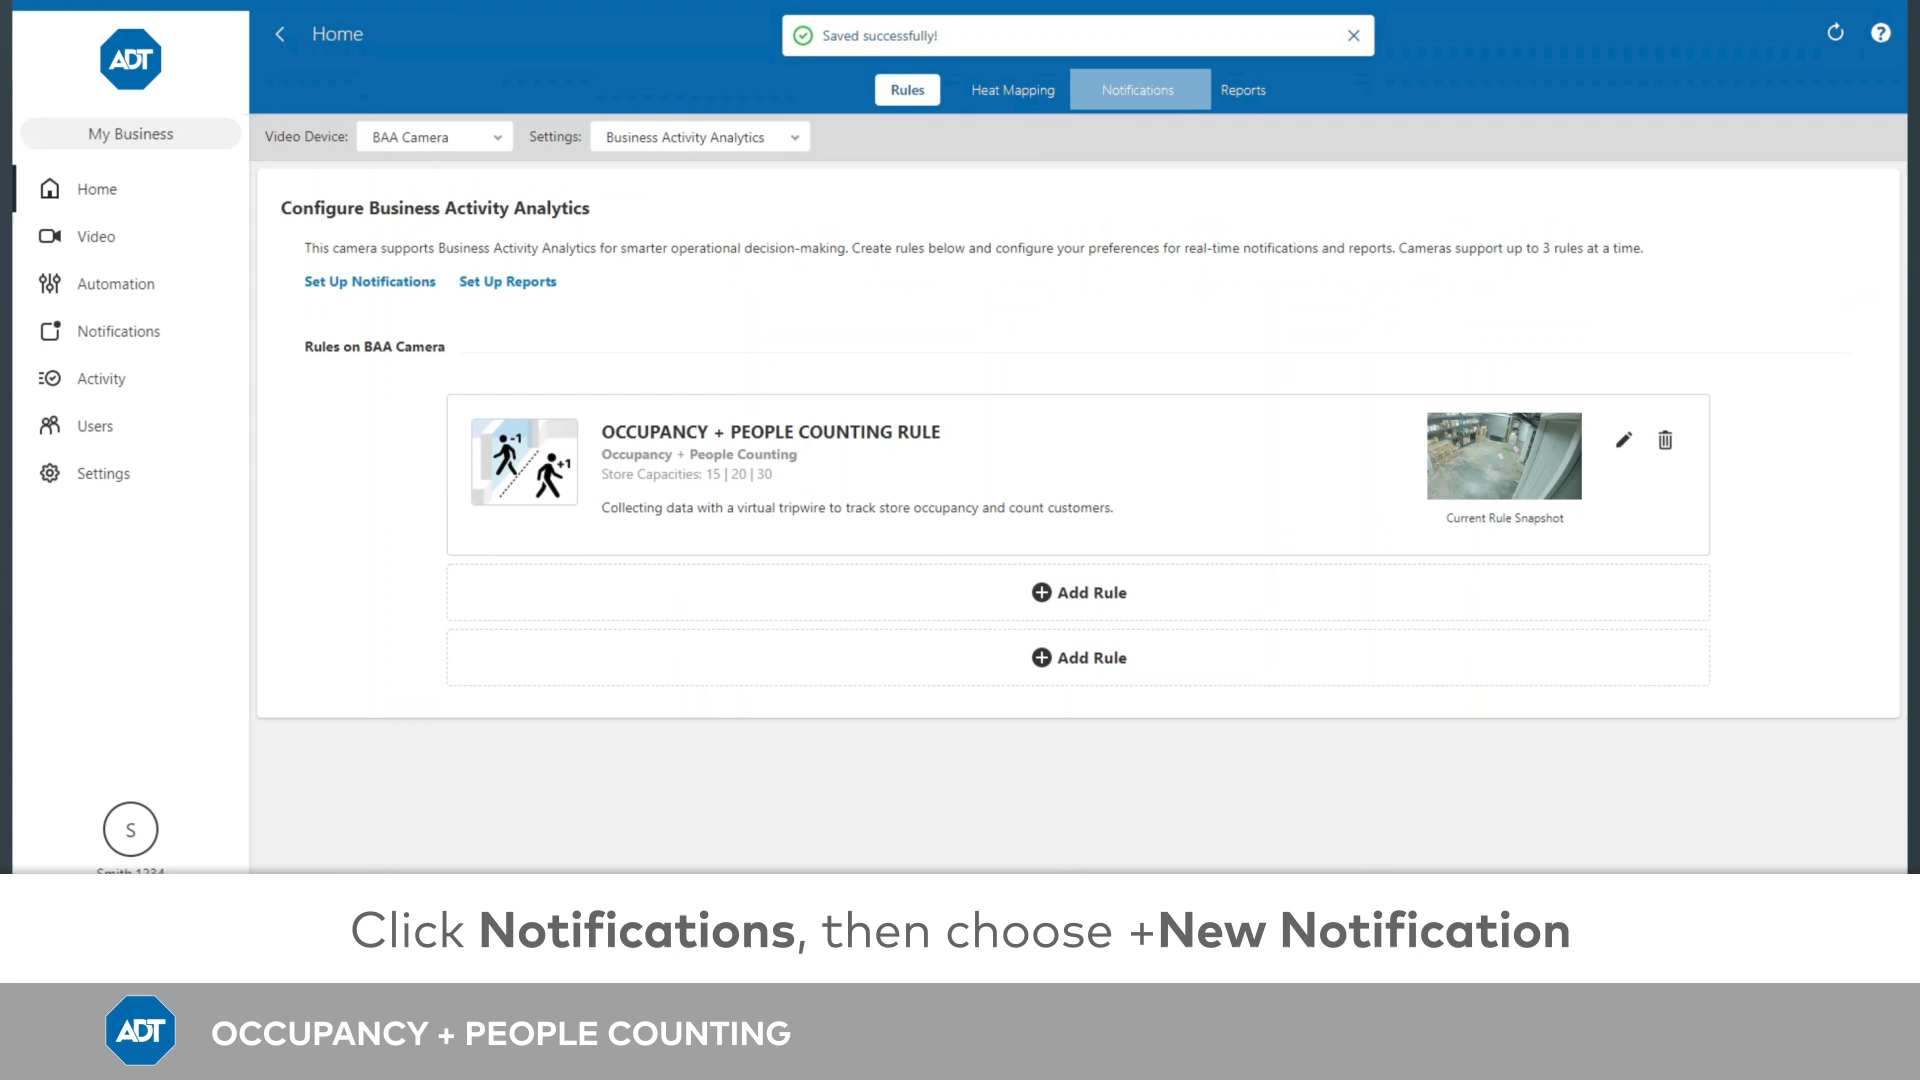 ADT
Home
Saved successfully!
Rules
Heat Mapping
Notifications
Reports
My Business
Video Device:
BAA Camera
Settings:
Business Activity Analytics
Home
Video
Automation
Notifications
Activity
Users
Settings
Configure Business Activity Analytics
This camera supports Business Activity Analytics for smarter operational decision-making. Create rules below and configure your preferences for real-time notifications and reports. Cameras support up to 3 rules at a time.
Set Up Notifications
Set Up Reports
Rules on BAA Camera
-1
+1
OCCUPANCY + PEOPLE COUNTING RULE
Occupancy + People Counting
Store Capacities: 15 | 20 | 30
Collecting data with a virtual tripwire to track store occupancy and count customers.
Current Rule Snapshot
Add Rule
Add Rule
S
Smith 1234
Click Notifications, then choose +New Notification
ADT
OCCUPANCY + PEOPLE COUNTING